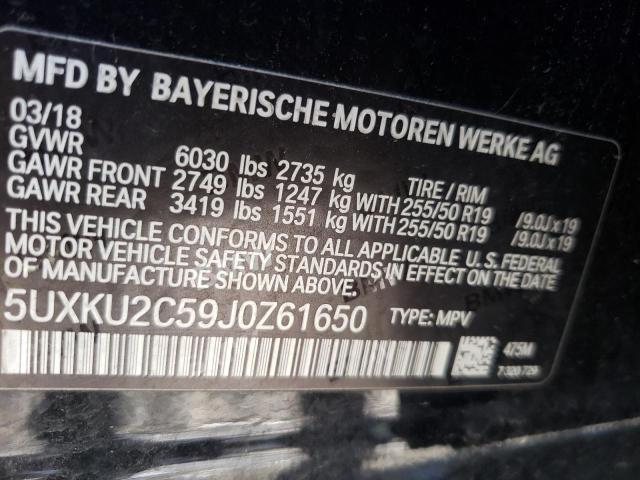 MFD BY BAYERISCHE MOTOREN WERKE AG
03/18
GVWR 6030 lbs 2735 kg TIRE / RIM
GAWR FRONT 2749 lbs 1247 kg WITH 255/50 R19 /9.0J x 19
GAWR REAR 3419 lbs 1551 kg WITH 255/50 R19 /9.0J x 19
THIS VEHICLE CONFORMS TO ALL APPLICABLE U.S. FEDERAL
MOTOR VEHICLE SAFETY STANDARDS IN EFFECT ON THE DATE
OF MANUFACTURE SHOWN ABOVE.
5UXKU2C59J0Z61650 TYPE: MPV
475M